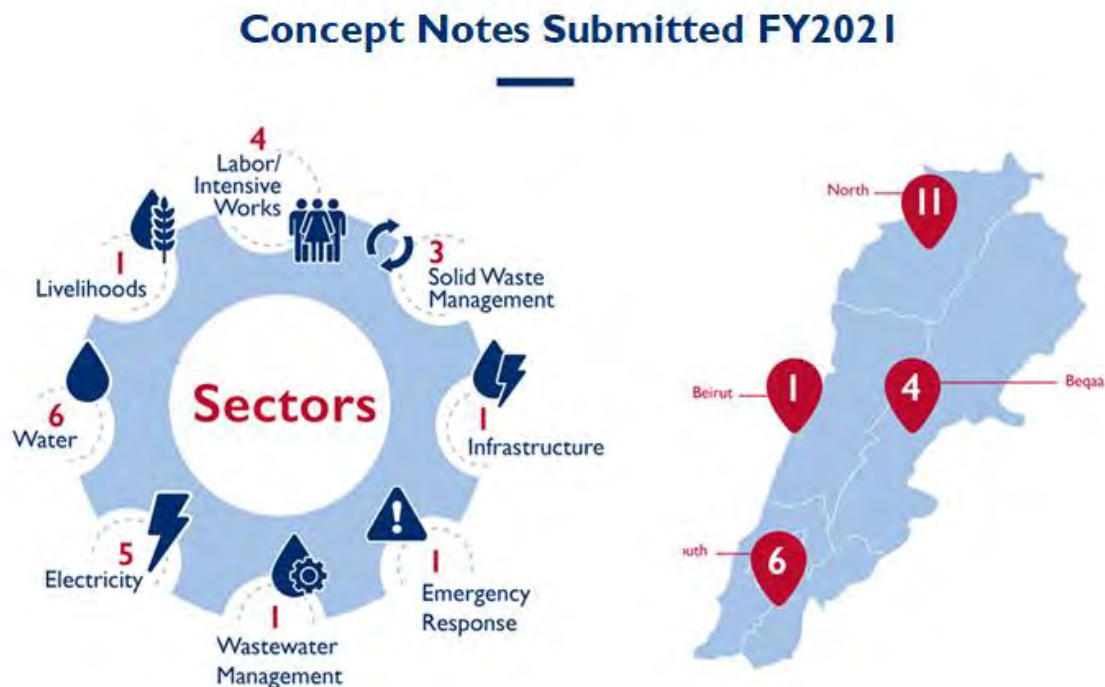 Concept Notes Submitted FY2021
4
Labor/
Intensive
Works
3
Solid Waste
Management
1
Infrastructure
1
Emergency
Response
1
Wastewater
Management
5
Electricity
6
Water
1
Livelihoods
Sectors
North
11
Beirut
1
4
Beqaa
outh
6